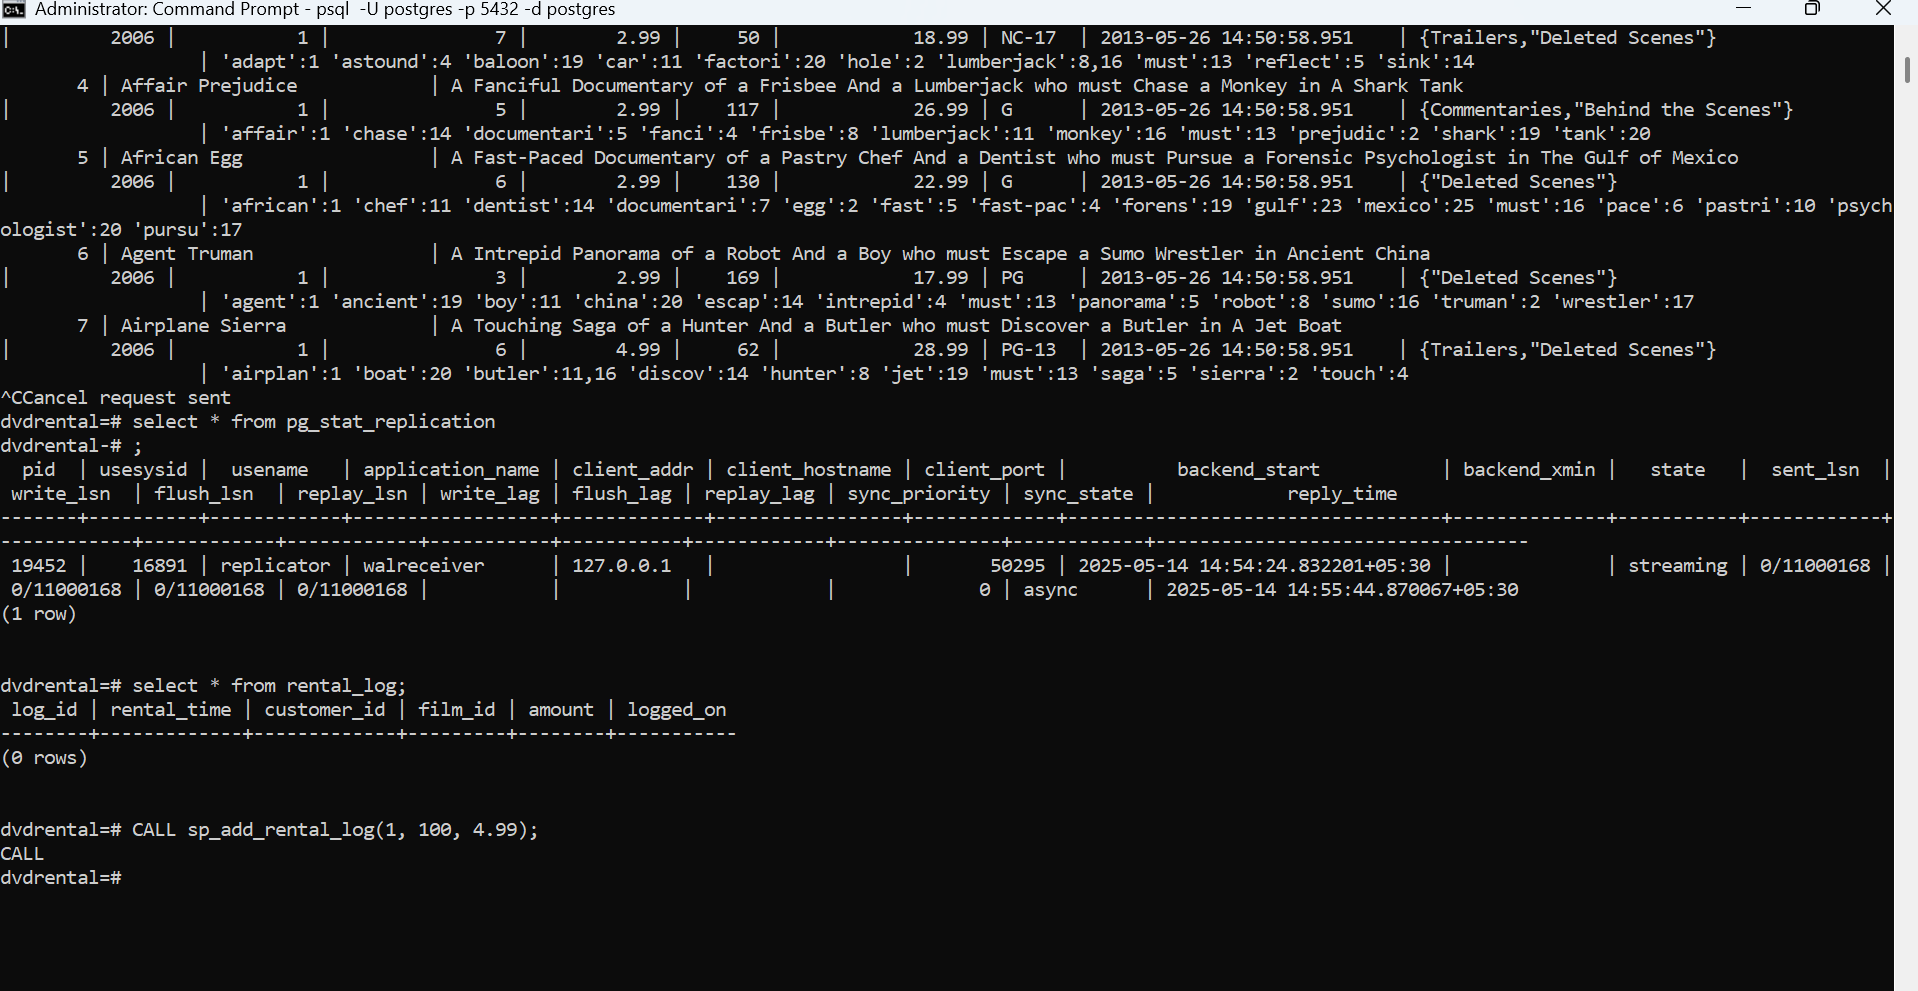 Administrator: Command Prompt - psql  -U postgres -p 5432 -d postgres
|         2006 |           1 |               7 |        2.99 |     50 |            18.99 | NC-17  | 2013-05-26 14:50:58.951    | {Trailers,"Deleted Scenes"}
                  | 'adapt':1 'astound':4 'baloon':19 'car':11 'factori':20 'hole':2 'lumberjack':8,16 'must':13 'reflect':5 'sink':14
       4 | Affair Prejudice            | A Fanciful Documentary of a Frisbee And a Lumberjack who must Chase a Monkey in A Shark Tank
|         2006 |           1 |               5 |        2.99 |    117 |            26.99 | G      | 2013-05-26 14:50:58.951    | {Commentaries,"Behind the Scenes"}
                  | 'affair':1 'chase':14 'documentari':5 'fanci':4 'frisbe':8 'lumberjack':11 'monkey':16 'must':13 'prejudic':2 'shark':19 'tank':20
       5 | African Egg                 | A Fast-Paced Documentary of a Pastry Chef And a Dentist who must Pursue a Forensic Psychologist in The Gulf of Mexico
|         2006 |           1 |               6 |        2.99 |    130 |            22.99 | G      | 2013-05-26 14:50:58.951    | {"Deleted Scenes"}
                  | 'african':1 'chef':11 'dentist':14 'documentari':7 'egg':2 'fast':5 'fast-pac':4 'forens':19 'gulf':23 'mexico':25 'must':16 'pace':6 'pastri':10 'psych
ologist':20 'pursu':17
       6 | Agent Truman                | A Intrepid Panorama of a Robot And a Boy who must Escape a Sumo Wrestler in Ancient China
|         2006 |           1 |               3 |        2.99 |    169 |            17.99 | PG     | 2013-05-26 14:50:58.951    | {"Deleted Scenes"}
                  | 'agent':1 'ancient':19 'boy':11 'china':20 'escap':14 'intrepid':4 'must':13 'panorama':5 'robot':8 'sumo':16 'truman':2 'wrestler':17
       7 | Airplane Sierra             | A Touching Saga of a Hunter And a Butler who must Discover a Butler in A Jet Boat
|         2006 |           1 |               6 |        4.99 |     62 |            28.99 | PG-13  | 2013-05-26 14:50:58.951    | {Trailers,"Deleted Scenes"}
                  | 'airplan':1 'boat':20 'butler':11,16 'discov':14 'hunter':8 'jet':19 'must':13 'saga':5 'sierra':2 'touch':4
^CCancel request sent
dvdrental=# select * from pg_stat_replication
dvdrental-# ;
  pid  | usesysid |  usename   | application_name | client_addr | client_hostname | client_port |          backend_start           | backend_xmin |   state   |  sent_lsn  |
 write_lsn  | flush_lsn  | replay_lsn | write_lag | flush_lag | replay_lag | sync_priority | sync_state |            reply_time
-------+----------+------------+------------------+-------------+-----------------+-------------+----------------------------------+--------------+-----------+------------+
------------+------------+------------+-----------+-----------+------------+---------------+------------+----------------------------------
 19452 |    16891 | replicator | walreceiver      | 127.0.0.1   |                 |       50295 | 2025-05-14 14:54:24.832201+05:30 |              | streaming | 0/11000168 |
 0/11000168 | 0/11000168 | 0/11000168 |           |           |            |             0 | async      | 2025-05-14 14:55:44.870067+05:30
(1 row)
dvdrental=# select * from rental_log;
 log_id | rental_time | customer_id | film_id | amount | logged_on
--------+-------------+-------------+---------+--------+-----------
(0 rows)
dvdrental=# CALL sp_add_rental_log(1, 100, 4.99);
CALL
dvdrental=#